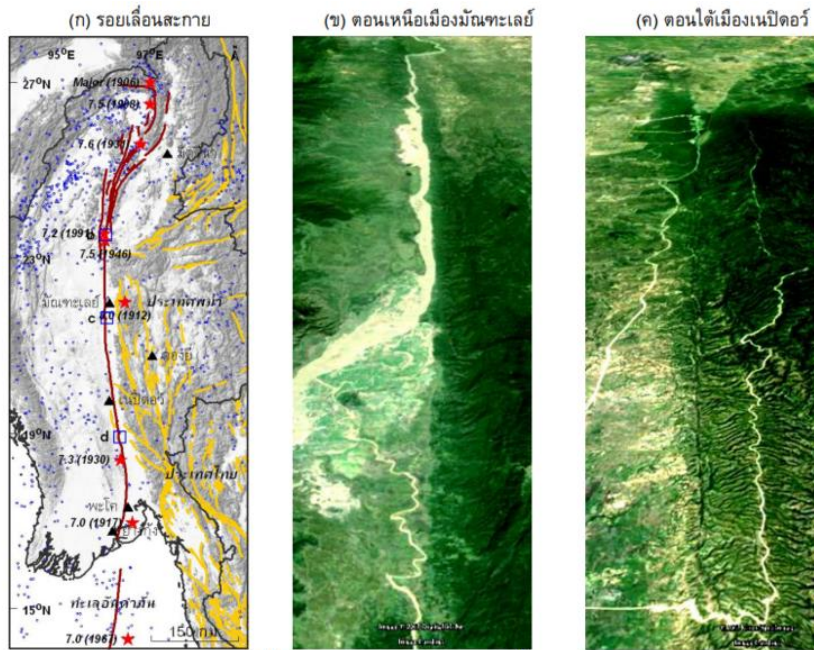 (ก) รอยเลื่อนสะกาย
(ข) ตอนเหนือเมืองมัณฑะเลย์
(ค) ตอนใต้เมืองเนปิดอว์
95°E
97°E
27°N
Major (1906)
7.6 (1931)
7.2 (1991)
7.5 (1946)
23°N
มัณฑะเลย์
ประเทศพม่า
(1912)
c
ตองยี
เนปิดอว์
19°N
d
7.3 (1930)
ประเทศไทย
พะโค
7.0 (1917)
ย่างกุ้ง
15°N
ทะเลอันดามัน
150 กม.
7.0 (1967)